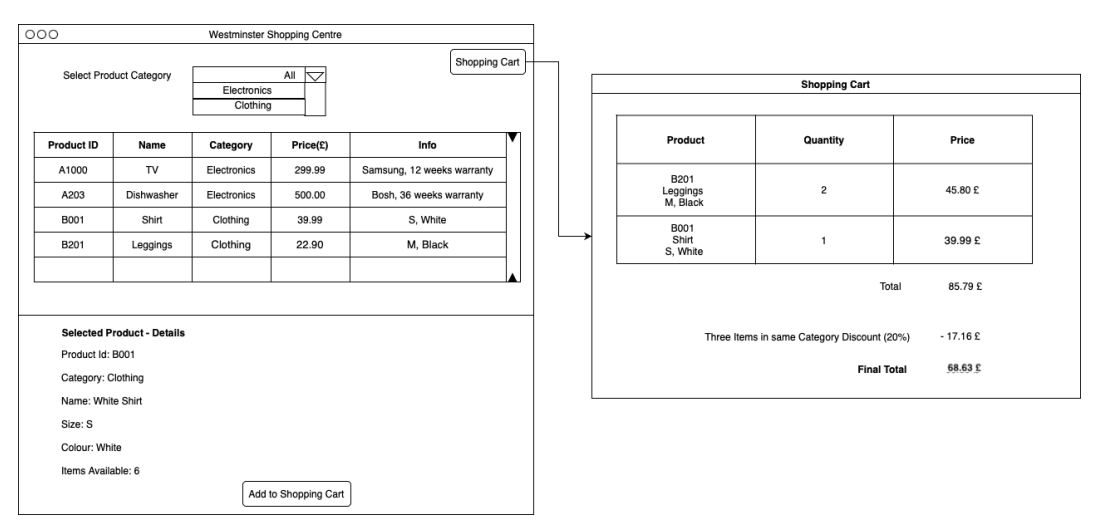 Westminster Shopping Centre
Shopping Cart
Select Product Category
All
Electronics
Clothing
Product ID Name Category Price(£) Info
A1000 TV Electronics 299.99 Samsung, 12 weeks warranty
A203 Dishwasher Electronics 500.00 Bosh, 36 weeks warranty
B001 Shirt Clothing 39.99 S, White
B201 Leggings Clothing 22.90 M, Black
Selected Product - Details
Product Id: B001
Category: Clothing
Name: White Shirt
Size: S
Colour: White
Items Available: 6
Add to Shopping Cart
Shopping Cart
Product Quantity Price
B201
Leggings
M, Black
2
45.80 £
B001
Shirt
S, White
1
39.99 £
Total 85.79 £
Three Items in same Category Discount (20%) - 17.16 £
Final Total 68.63 £